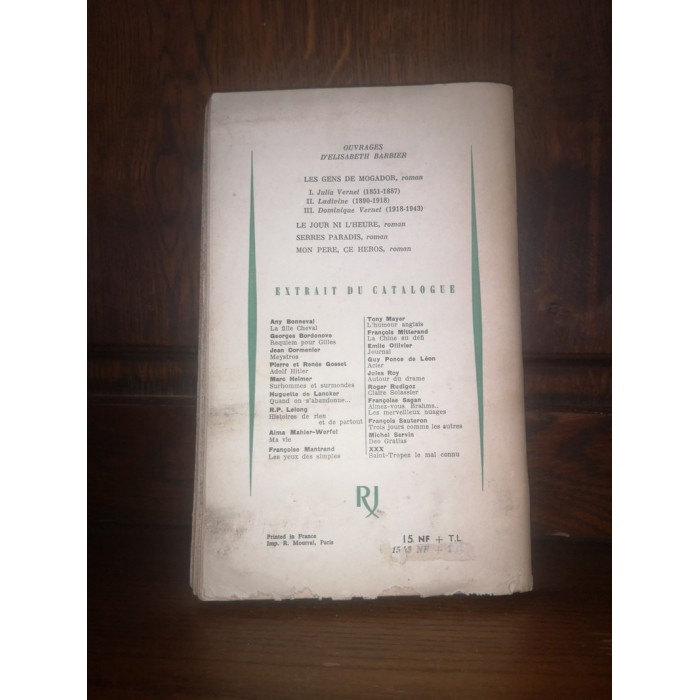 OUVRAGES
D'ELISABETH BARBIER
LES GENS DE MOGADOR, roman
I. Julia Vernet (1851-1887)
II. Ludivine (1890-1918)
III. Dominique Vernet (1918-1943)
LE JOUR NI L'HEURE, roman
SERRES PARADIS, roman
MON PERE, CE HEROS, roman
EXTRAIT DU CATALOGUE
Any Bonneval
La fille Cheval
Georges Bordonove
Requiem pour Gilles
Jean Cormenier
Meystros
Pierre et Renée Gosset
Adolf Hitler
Marc Heimer
Surhommes et surmondes
Huguette de Lancker
Quand on s'abandonne...
R.P. Lelong
Histoires de rien
et de partout
Alma Mahler-Werfel
Ma vie
Françoise Mantrand
Les yeux des simples
Tony Mayer
L'humour anglais
François Mitterand
La Chine au défi
Emile Ollivier
Journal
Guy Ponce de Léon
Acier
Jules Roy
Autour du drame
Roger Rudigoz
Claire Solassier
Françoise Sagan
Aimez-vous Brahms..
Les merveilleux nuages
François Sauteron
Trois jours comme les autres
Michel Servin
Deo Gratias
XXX
Saint-Tropez le mal connu
RJ
Printed in France
Imp. R. Mourral, Paris
15. NF + T.L.